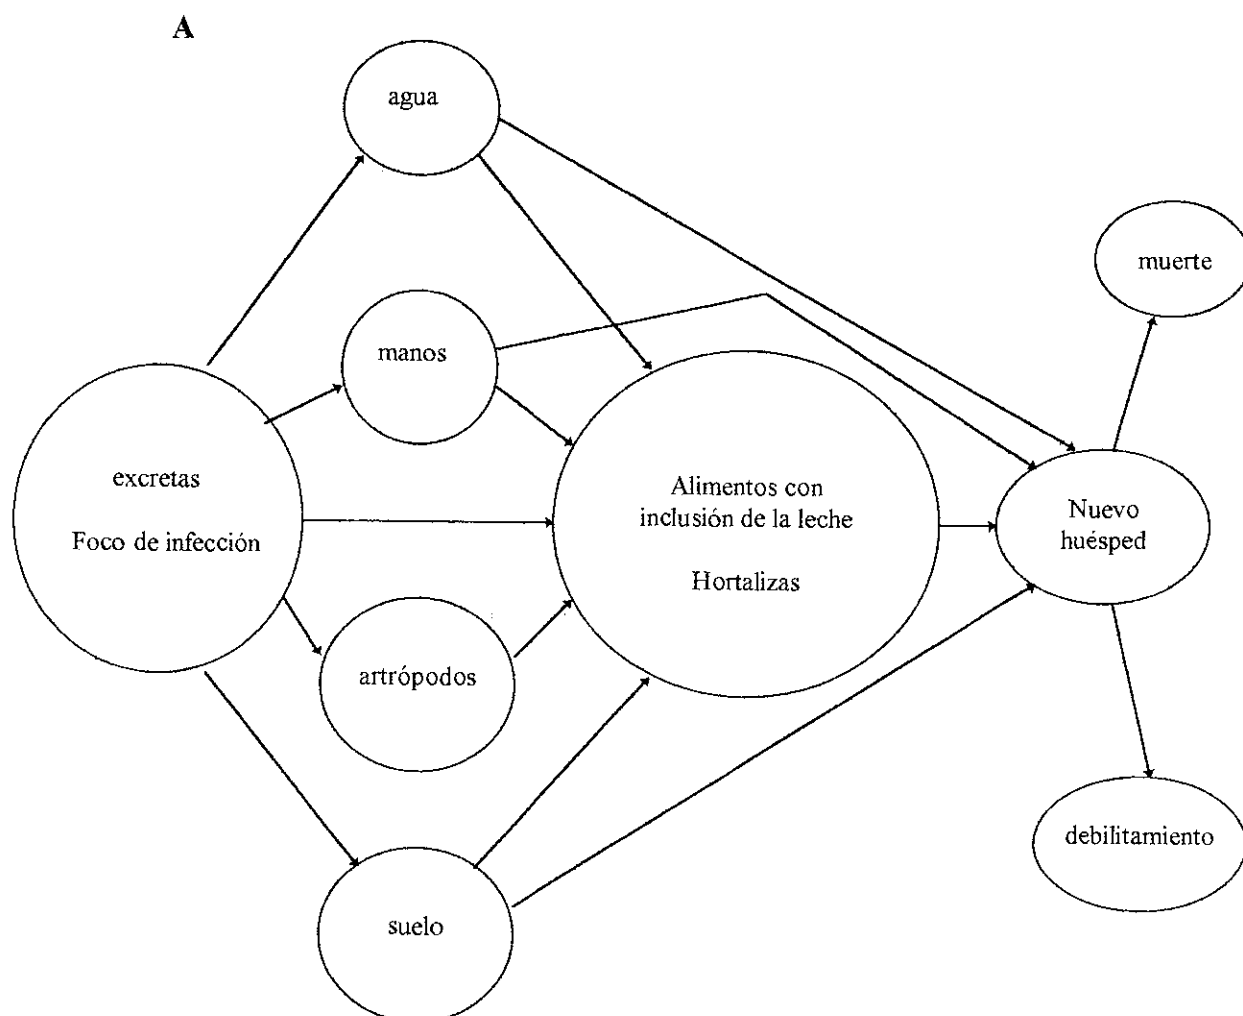 A
agua
muerte
manos
excretas
Foco de infección
Alimentos con
inclusión de la leche
Hortalizas
Nuevo
huésped
artrópodos
debilitamiento
suelo